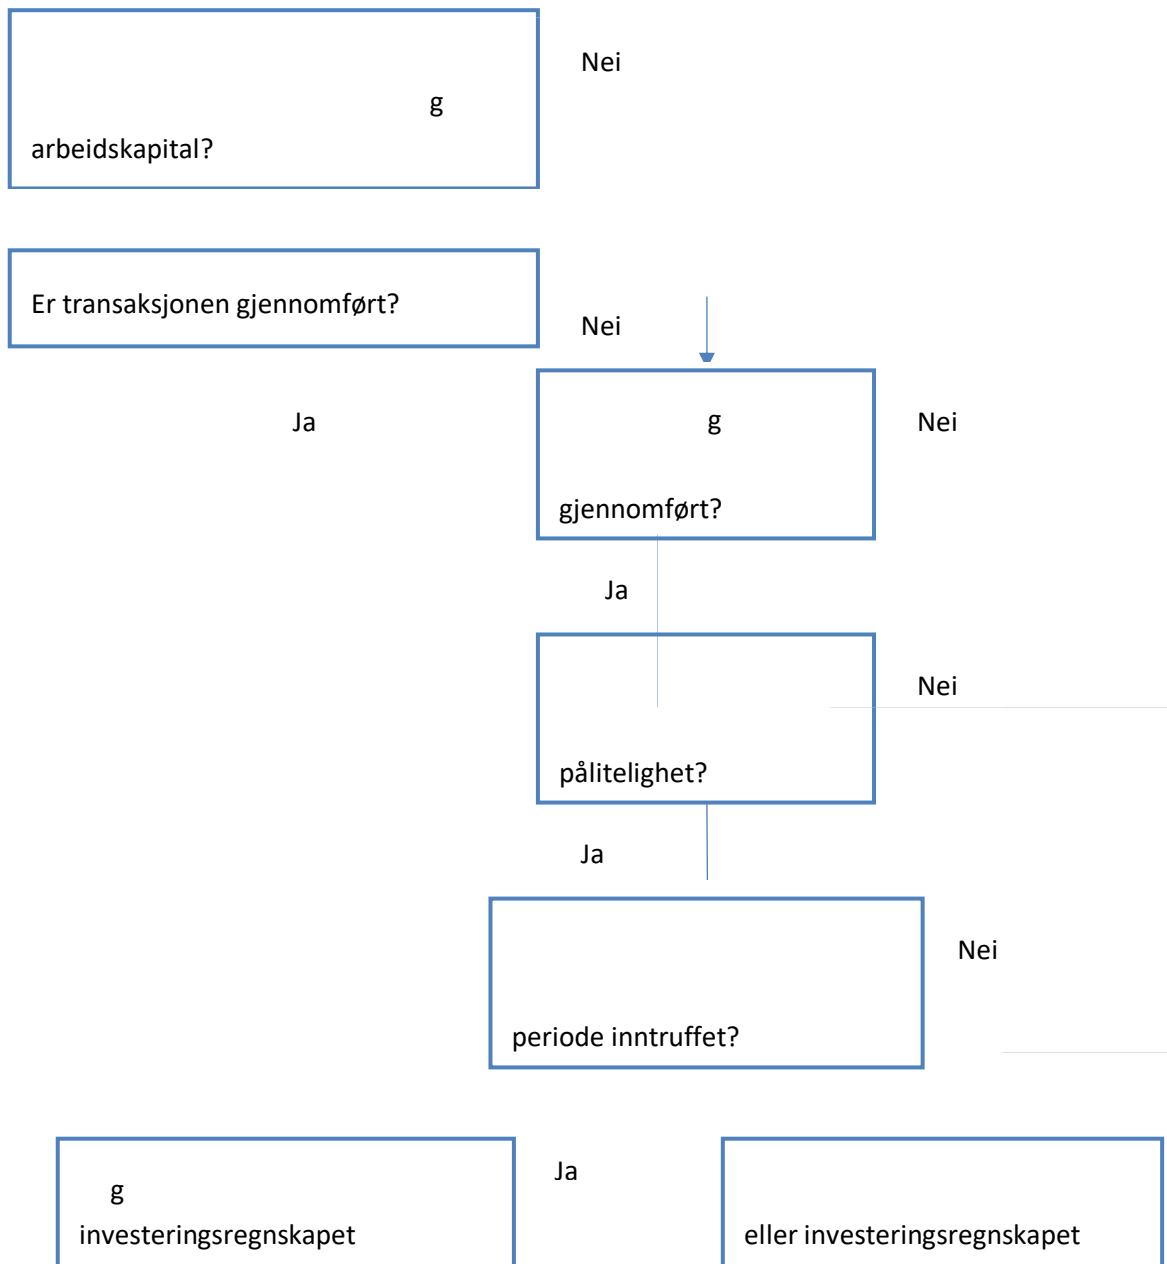 Nei
g
arbeidskapital?
Er transaksjonen gjennomført?
Nei
Ja
g
Nei
gjennomført?
Ja
Nei
pålitelighet?
Ja
Nei
periode inntruffet?
Ja
g
investeringsregnskapet
eller investeringsregnskapet